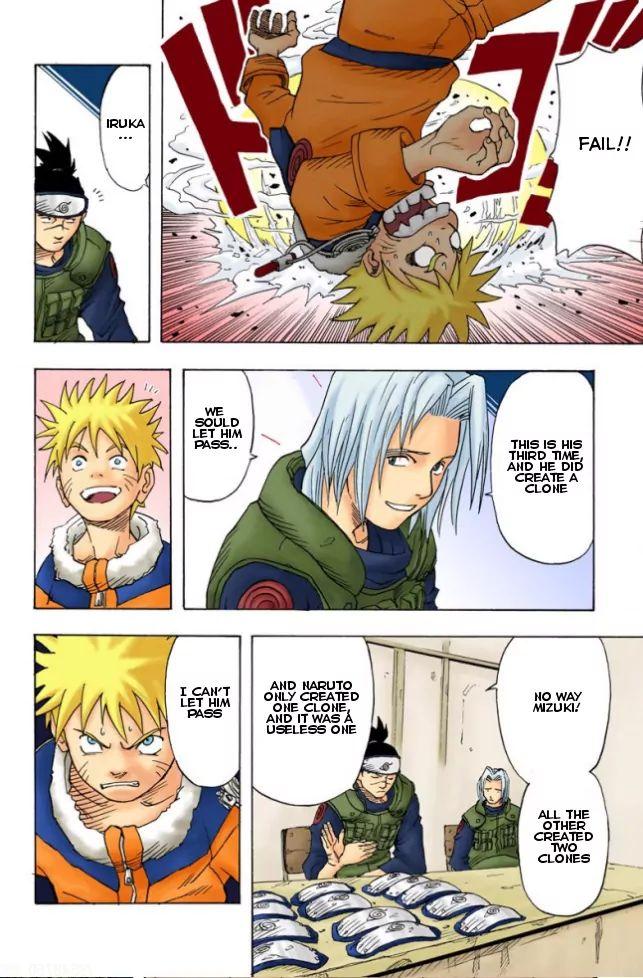 FAIL!!
ドゴ
IRUKA
...
THIS IS HIS
THIRD TIME,
AND HE DID
CREATE A
CLONE
WE
SOULD
LET HIM
PASS..
NO WAY
MIZUKI!
ALL THE
OTHER
CREATED
TWO
CLONES
AND NARUTO
ONLY CREATED
ONE CLONE,
AND IT WAS A
USELESS ONE
I CAN'T
LET HIM
PASS